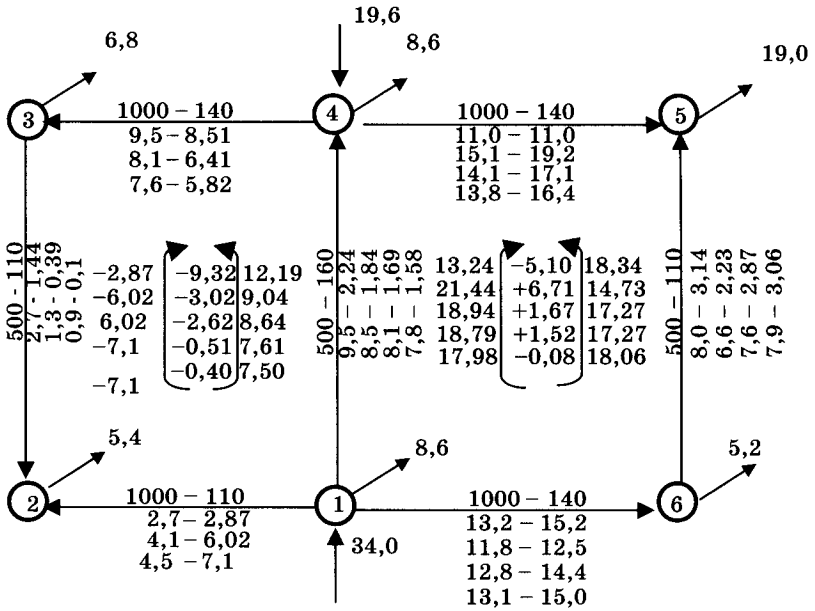 19,6
6,8
8,6
19,0
3
1000 – 140
4
1000 – 140
5
9,5 – 8,51
8,1 – 6,41
7,6 – 5,82
11,0 – 11,0
15,1 – 19,2
14,1 – 17,1
13,8 – 16,4
500 - 110
2,7 - 1,44
1,3 - 0,39
0,9 - 0,1
–2,87 –9,32 12,19
–6,02 –3,02 9,04
6,02 –2,62 8,64
–7,1 –0,51 7,61
–0,40 7,50
–7,1
500 – 160
9,5 – 2,24
8,5 – 1,84
8,1 – 1,69
7,8 – 1,58
13,24 –5,10 18,34
21,44 +6,71 14,73
18,94 +1,67 17,27
18,79 +1,52 17,27
17,98 –0,08 18,06
500 – 110
8,0 – 3,14
6,6 – 2,23
7,6 – 2,87
7,9 – 3,06
5,4
8,6
5,2
2
1000 – 110
1
1000 – 140
6
2,7 – 2,87
4,1 – 6,02
4,5 – 7,1
34,0
13,2 – 15,2
11,8 – 12,5
12,8 – 14,4
13,1 – 15,0